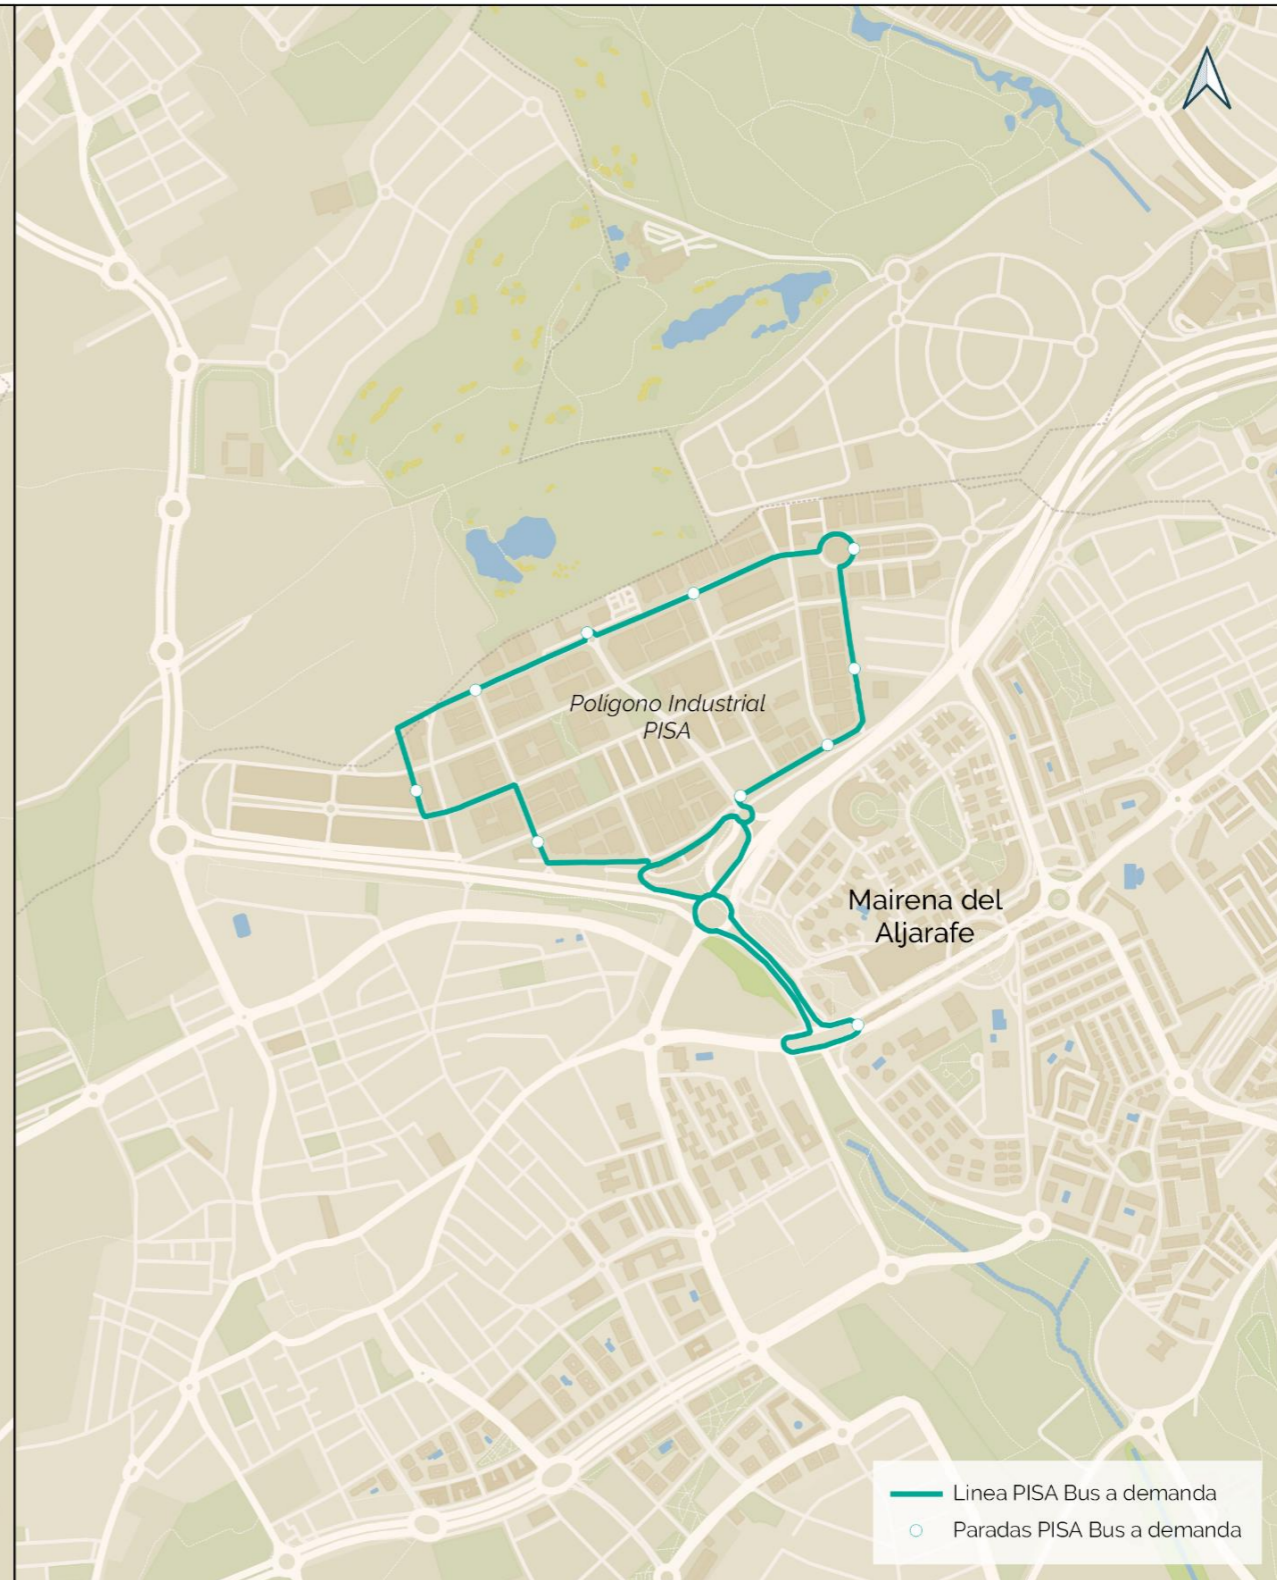 Polígono Industrial
PISA
Mairena del
Aljarafe
Linea PISA Bus a demanda
Paradas PISA Bus a demanda